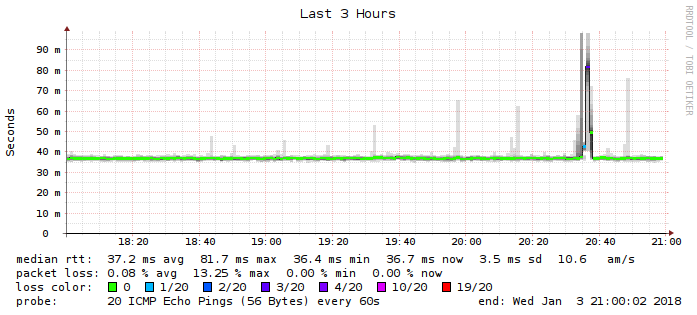 Last 3 Hours
RRDTOOL / TOBI OETIKER
Seconds
90 m
80 m
70 m
60 m
50 m
40 m
30 m
20 m
10 m
0
18:20 18:40 19:00 19:20 19:40 20:00 20:20 20:40 21:00
median rtt: 37.2 ms avg 81.7 ms max 36.4 ms min 36.7 ms now 3.5 ms sd 10.6 am/s
packet loss: 0.08 % avg 13.25 % max 0.00 % min 0.00 % now
loss color: 0 1/20 2/20 3/20 4/20 10/20 19/20
probe: 20 ICMP Echo Pings (56 Bytes) every 60s end: Wed Jan 3 21:00:02 2018